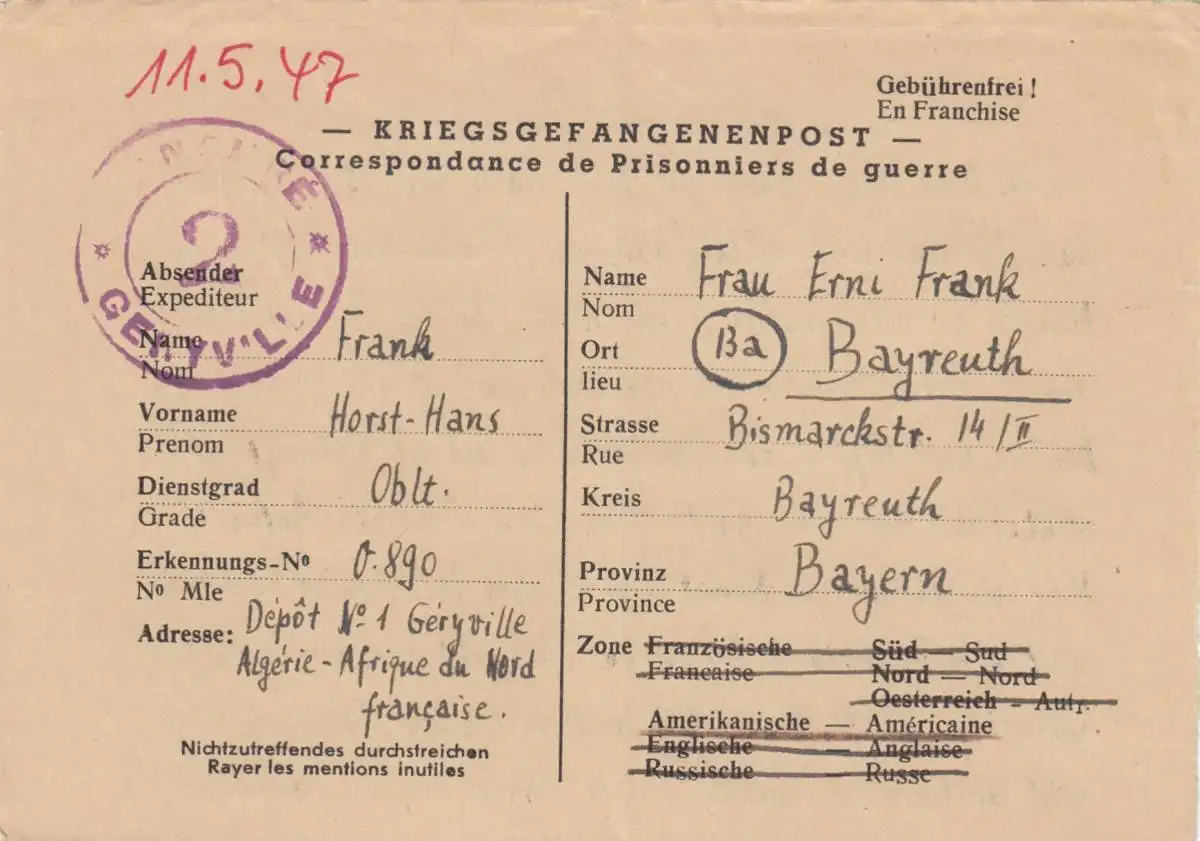 11.5.47
Gebührenfrei !
En Franchise
— KRIEGSGEFANGENENPOST —
Correspondance de Prisonniers de guerre
2
GERYVILLE
Absender
Expediteur
Name Frank
Nom
Vorname Horst-Hans
Prenom
Dienstgrad Oblt.
Grade
Erkennungs-Nº O.890
Nº Mle
Adresse: Dépôt Nº 1 Géryville
Algérie - Afrique du Nord
française.
Nichtzutreffendes durchstreichen
Rayer les mentions inutiles
Name Frau Erni Frank
Nom
Ort Ba Bayreuth
lieu
Strasse Bismarckstr. 14/II
Rue
Kreis Bayreuth
Provinz Bayern
Province
Zone Französische Süd — Sud
Francaise Nord — Nord
Oesterreich - Autr.
Amerikanische — Américaine
Englische — Anglaise
Russische — Russe